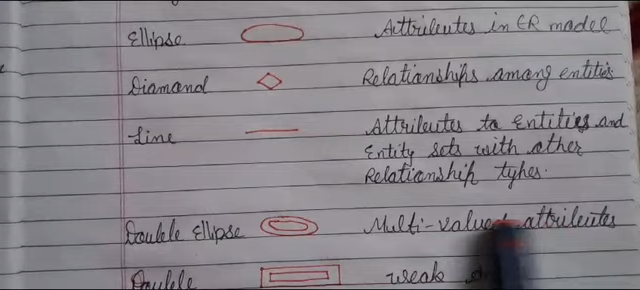 Ellipse Attributes in ER model
Diamand Relationships among entities
Line Attributes to Entities and
Entity sets with other
Relationship types.
Double Ellipse Multi-valued attributes
Double weak